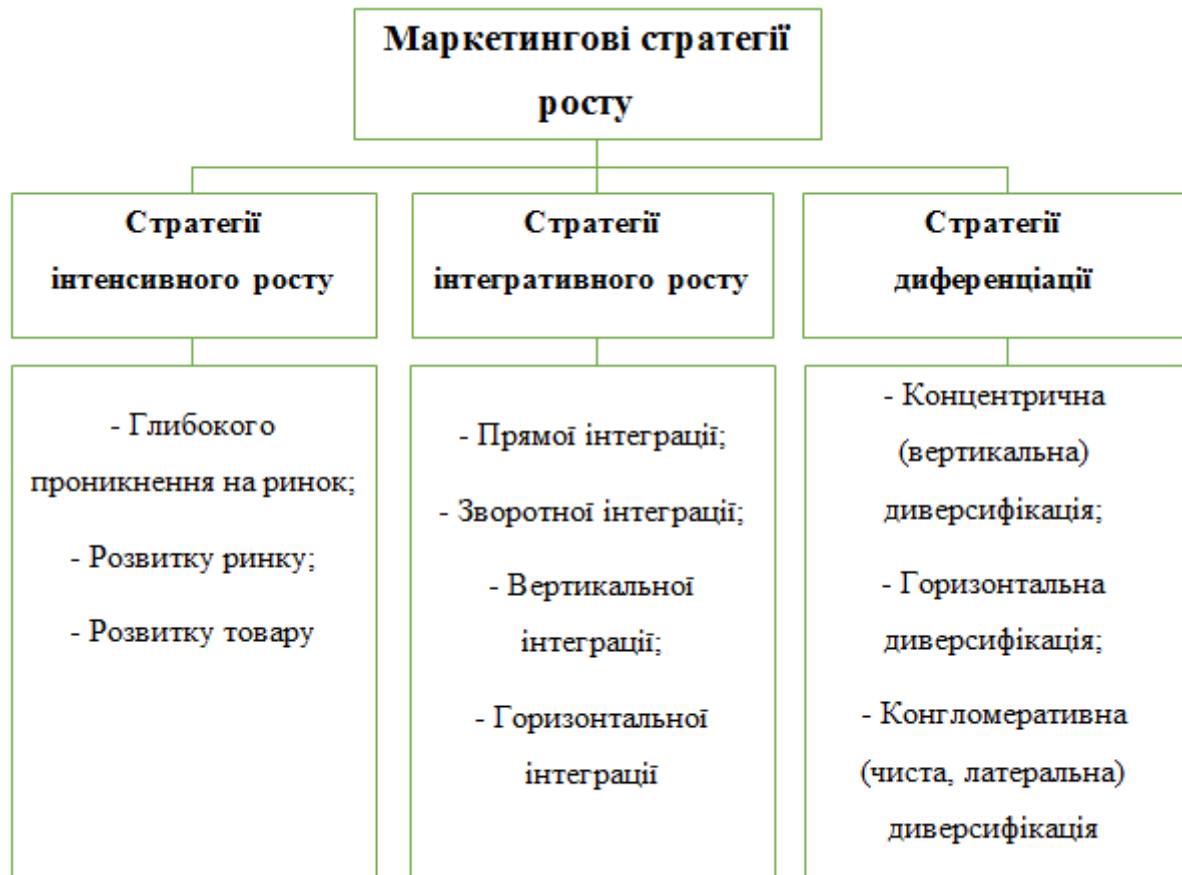 Маркетингові стратегії
росту
Стратегії
інтенсивного росту
Стратегії
інтегративного росту
Стратегії
диференціації
- Глибокого
проникнення на ринок;
- Розвитку ринку;
- Розвитку товару
- Прямої інтеграції;
- Зворотної інтеграції;
- Вертикальної
інтеграції;
- Горизонтальної
інтеграції
- Концентрична
(вертикальна)
диверсифікація;
- Горизонтальна
диверсифікація;
- Конгломеративна
(чиста, латеральна)
диверсифікація